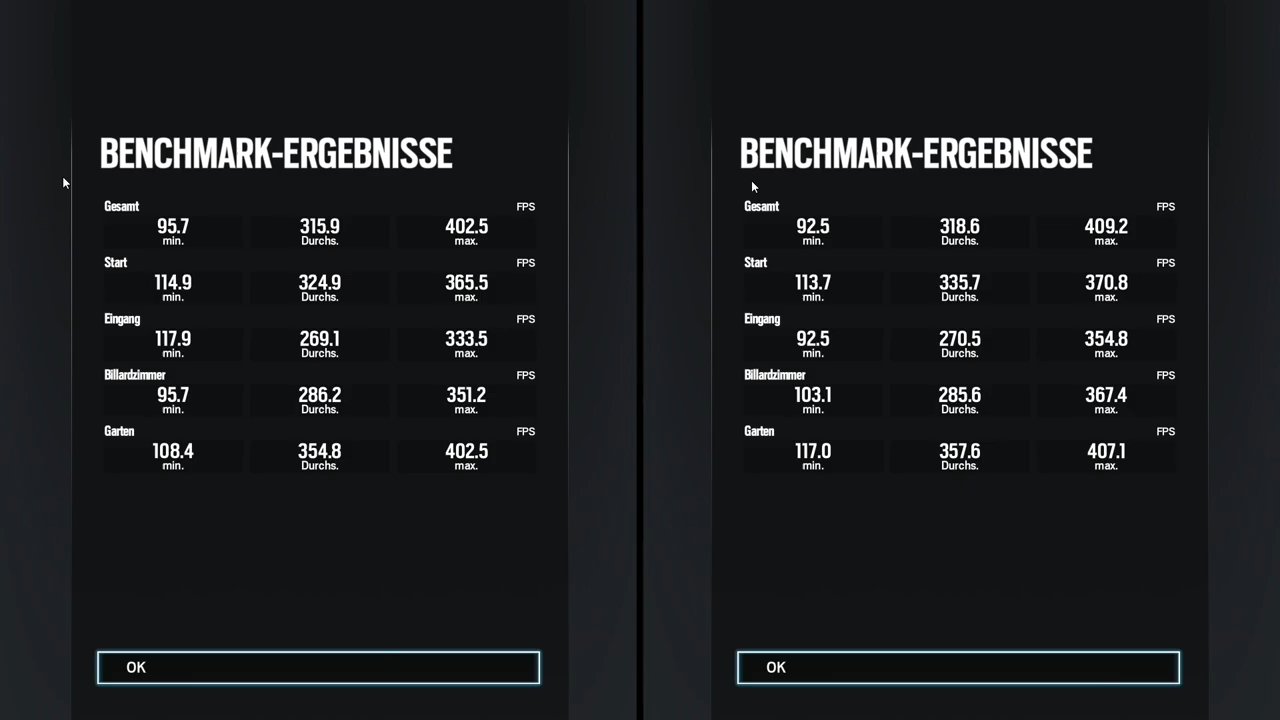 BENCHMARK-ERGEBNISSE
Gesamt FPS
95.7 315.9 402.5
min. Durchs. max.
Start FPS
114.9 324.9 365.5
min. Durchs. max.
Eingang FPS
117.9 269.1 333.5
min. Durchs. max.
Billardzimmer FPS
95.7 286.2 351.2
min. Durchs. max.
Garten FPS
108.4 354.8 402.5
min. Durchs. max.
OK
BENCHMARK-ERGEBNISSE
Gesamt FPS
92.5 318.6 409.2
min. Durchs. max.
Start FPS
113.7 335.7 370.8
min. Durchs. max.
Eingang FPS
92.5 270.5 354.8
min. Durchs. max.
Billardzimmer FPS
103.1 285.6 367.4
min. Durchs. max.
Garten FPS
117.0 357.6 407.1
min. Durchs. max.
OK